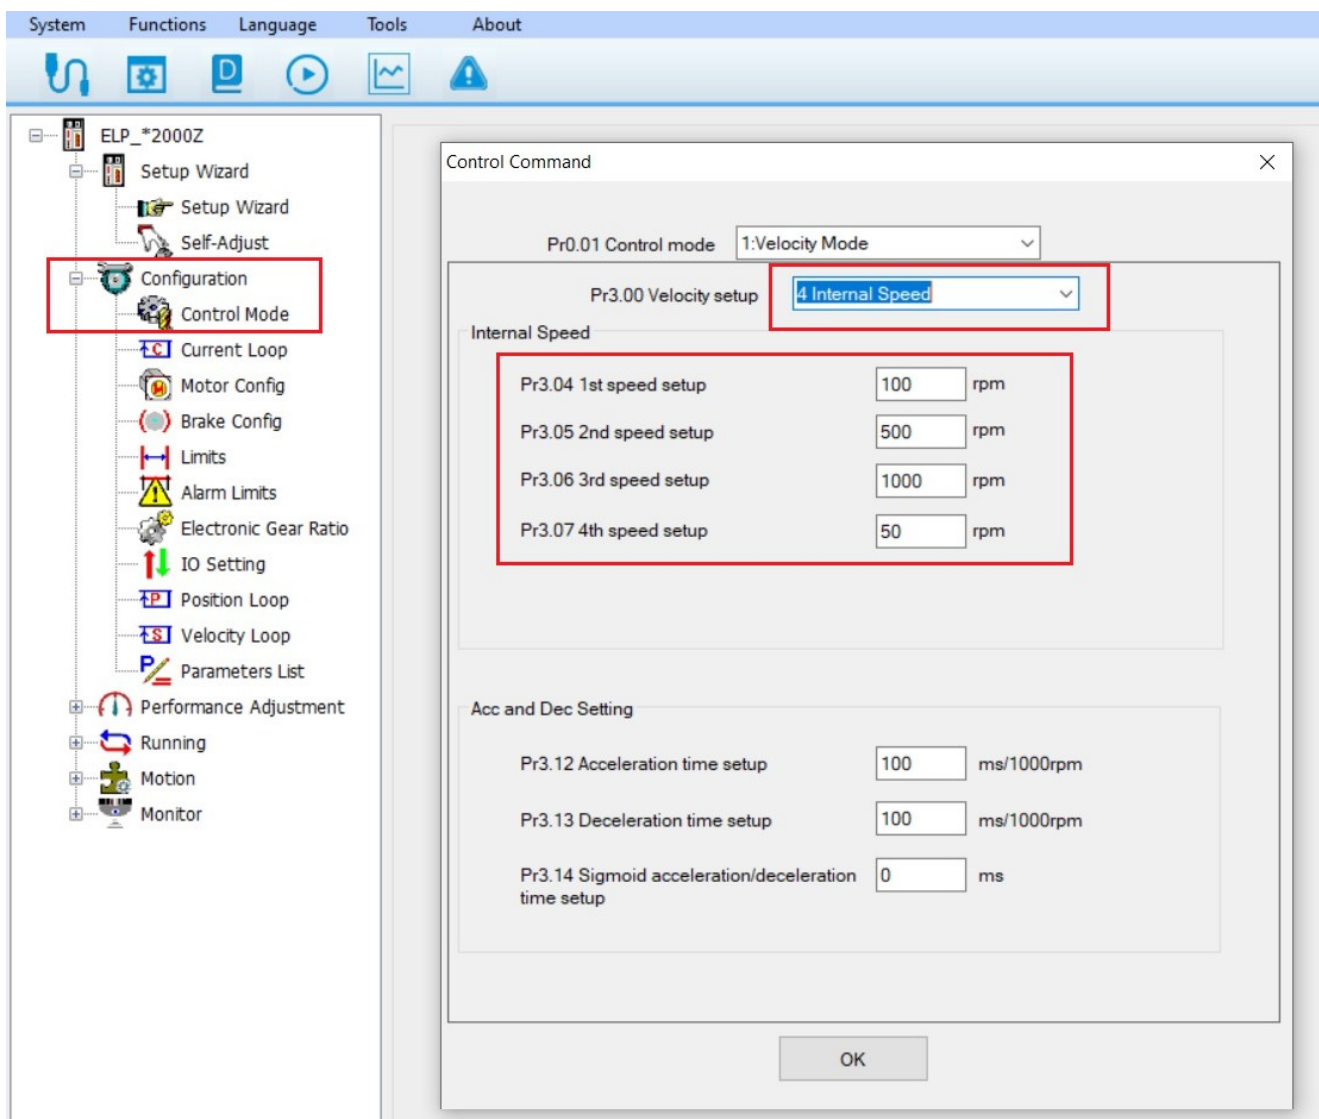 System Functions Language Tools About
D
ELP_*2000Z
Setup Wizard
Setup Wizard
Self-Adjust
Configuration
Control Mode
C Current Loop
M Motor Config
Brake Config
Limits
Alarm Limits
Electronic Gear Ratio
IO Setting
P Position Loop
S Velocity Loop
P Parameters List
Performance Adjustment
Running
Motion
Monitor
Control Command
Pr0.01 Control mode 1:Velocity Mode
Pr3.00 Velocity setup 4 Internal Speed
Internal Speed
Pr3.04 1st speed setup 100 rpm
Pr3.05 2nd speed setup 500 rpm
Pr3.06 3rd speed setup 1000 rpm
Pr3.07 4th speed setup 50 rpm
Acc and Dec Setting
Pr3.12 Acceleration time setup 100 ms/1000rpm
Pr3.13 Deceleration time setup 100 ms/1000rpm
Pr3.14 Sigmoid acceleration/deceleration 0 ms
time setup
OK